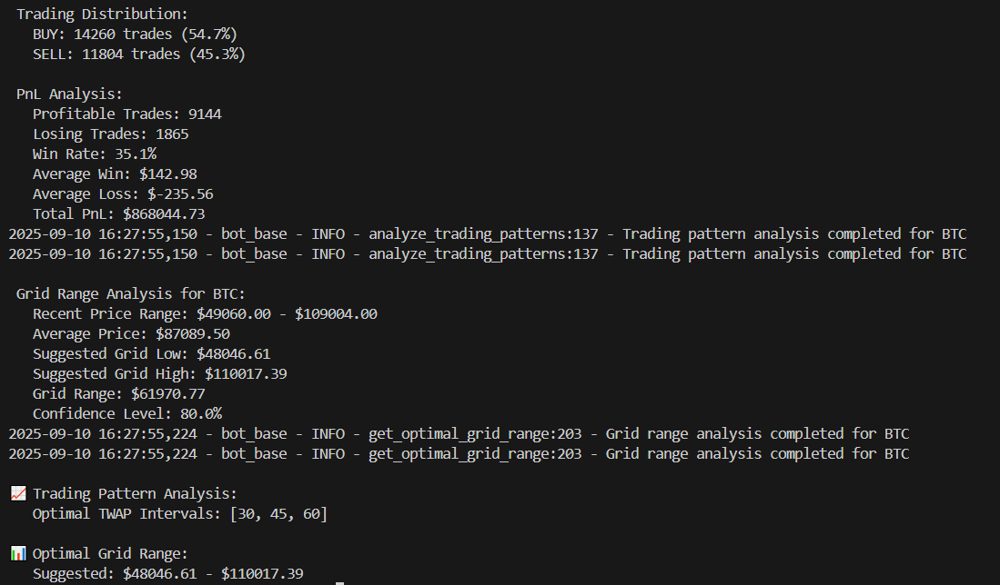 Trading Distribution:
BUY: 14260 trades (54.7%)
SELL: 11804 trades (45.3%)
PnL Analysis:
Profitable Trades: 9144
Losing Trades: 1865
Win Rate: 35.1%
Average Win: $142.98
Average Loss: $-235.56
Total PnL: $868044.73
2025-09-10 16:27:55,150 - bot_base - INFO - analyze_trading_patterns:137 - Trading pattern analysis completed for BTC
2025-09-10 16:27:55,150 - bot_base - INFO - analyze_trading_patterns:137 - Trading pattern analysis completed for BTC
Grid Range Analysis for BTC:
Recent Price Range: $49060.00 - $109004.00
Average Price: $87089.50
Suggested Grid Low: $48046.61
Suggested Grid High: $110017.39
Grid Range: $61970.77
Confidence Level: 80.0%
2025-09-10 16:27:55,224 - bot_base - INFO - get_optimal_grid_range:203 - Grid range analysis completed for BTC
2025-09-10 16:27:55,224 - bot_base - INFO - get_optimal_grid_range:203 - Grid range analysis completed for BTC
📈 Trading Pattern Analysis:
Optimal TWAP Intervals: [30, 45, 60]
📊 Optimal Grid Range:
Suggested: $48046.61 - $110017.39